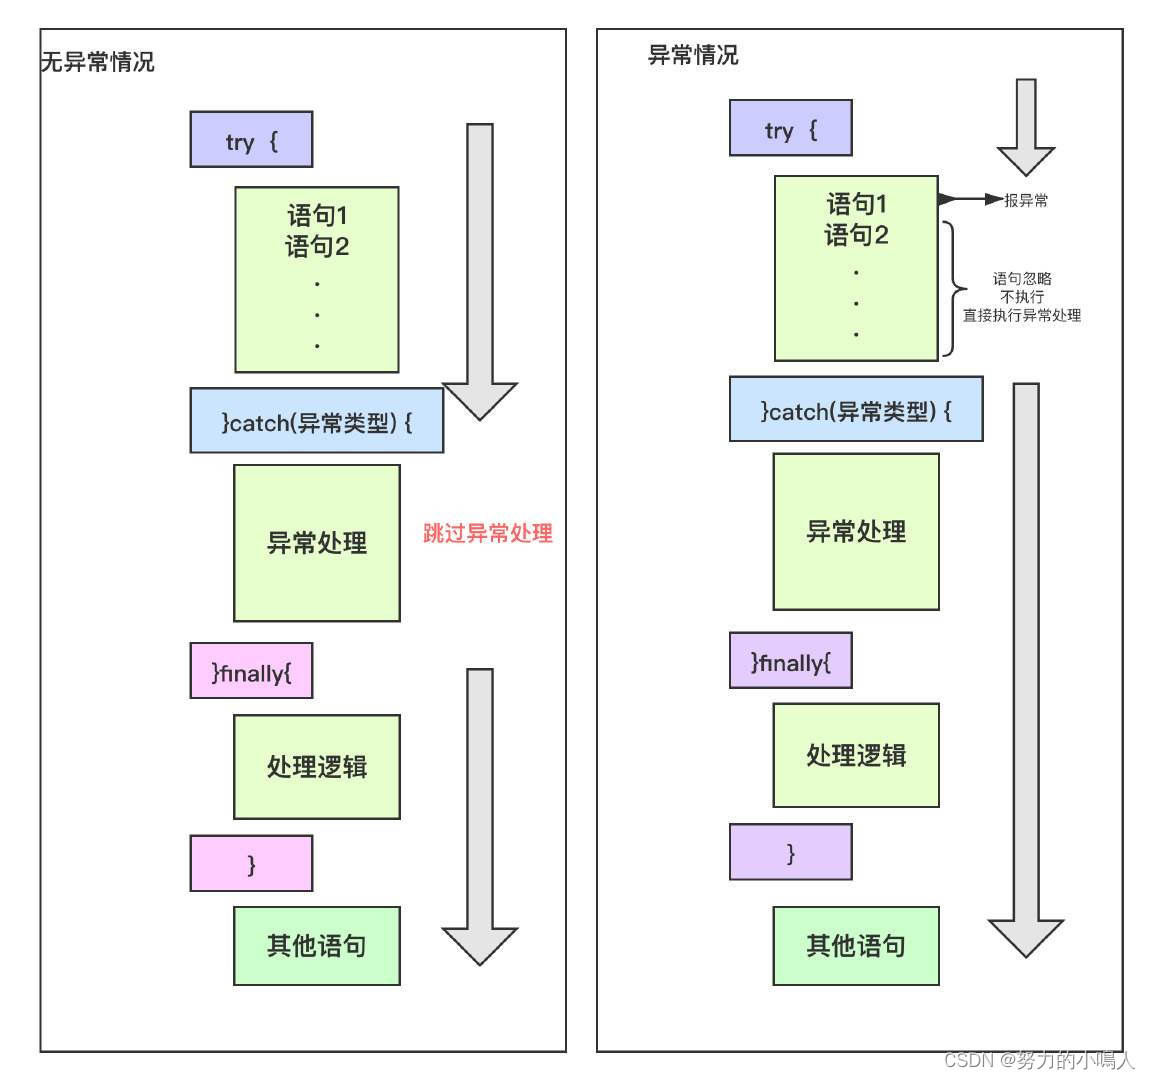 无异常情况
try {
语句1
语句2
.
.
.
}catch(异常类型) {
异常处理
跳过异常处理
}finally{
处理逻辑
}
其他语句
异常情况
try {
语句1
报异常
语句2
.
.
.
语句忽略
不执行
直接执行异常处理
}catch(异常类型) {
异常处理
}finally{
处理逻辑
}
其他语句
CSDN @努力的小鳴人